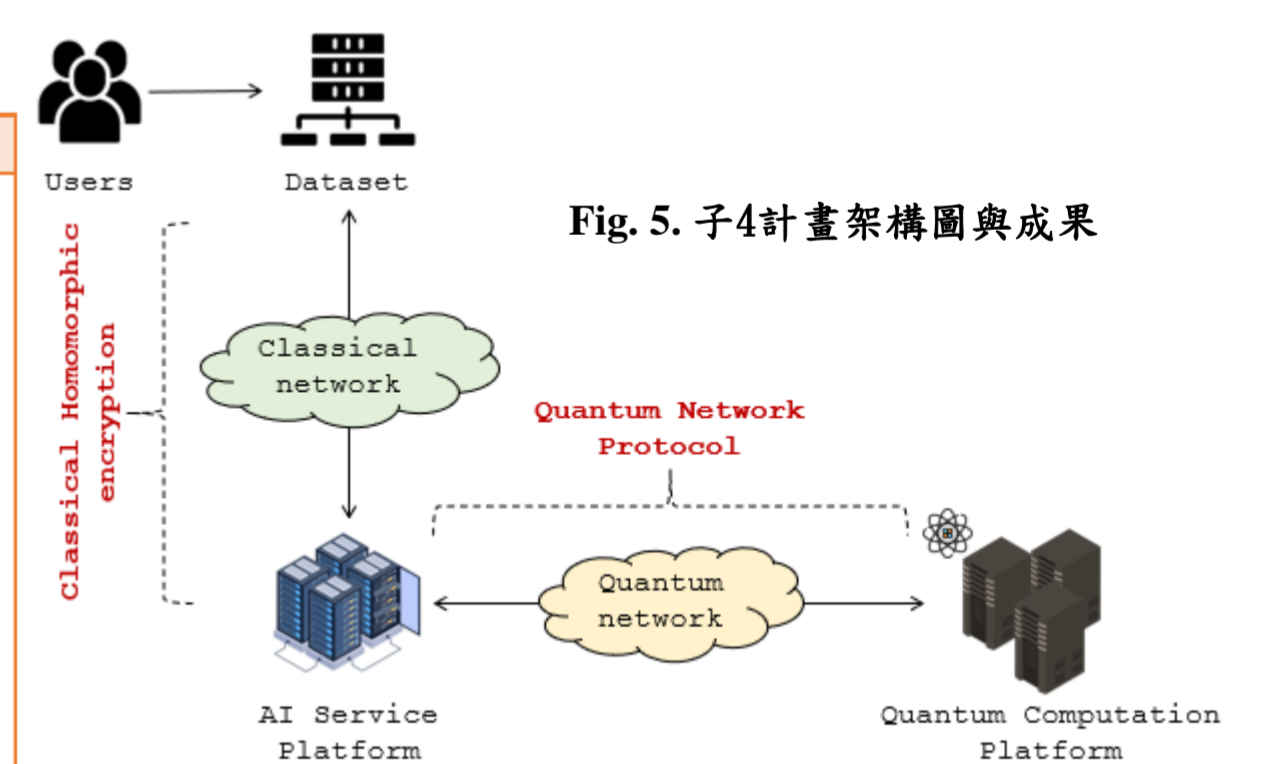 Users
Dataset
Fig. 5. 子4計畫架構圖與成果
Classical Homomorphic
encryption
Classical
network
Quantum Network
Protocol
Quantum
network
AI Service
Platform
Quantum Computation
Platform